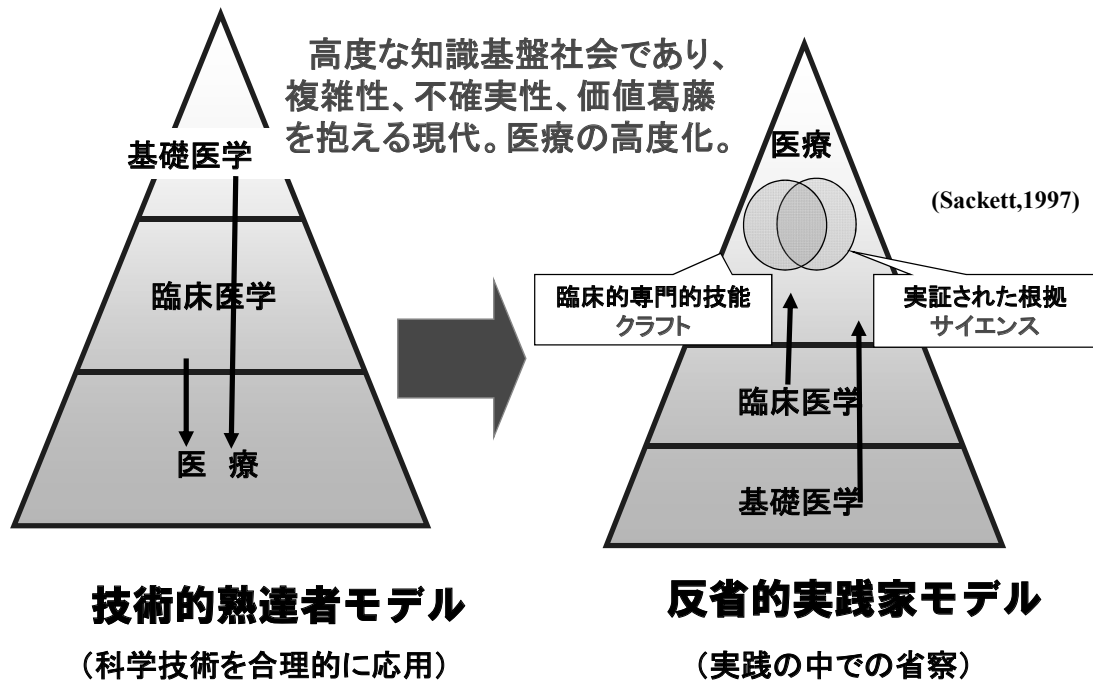 高度な知識基盤社会であり、
複雑性、不確実性、価値葛藤
を抱える現代。医療の高度化。
基礎医学
臨床医学
医 療
医療
(Sackett,1997)
臨床的専門的技能
クラフト
実証された根拠
サイエンス
臨床医学
基礎医学
技術的熟達者モデル
（科学技術を合理的に応用）
反省的実践家モデル
（実践の中での省察）